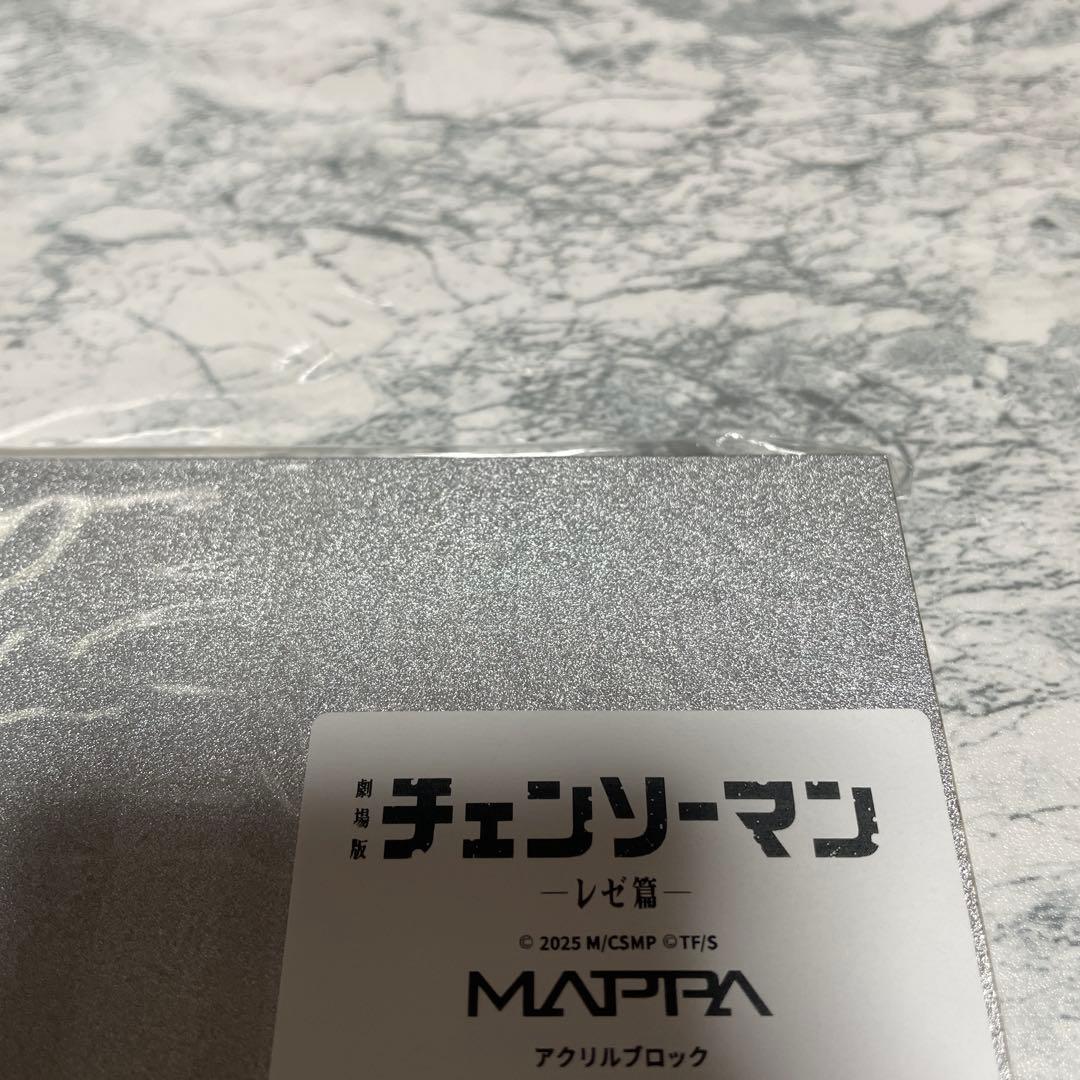 劇場版
チェンソーマン
―レゼ篇―
© 2025 M/CSMP ©TF/S
MAPPA
アクリルブロック